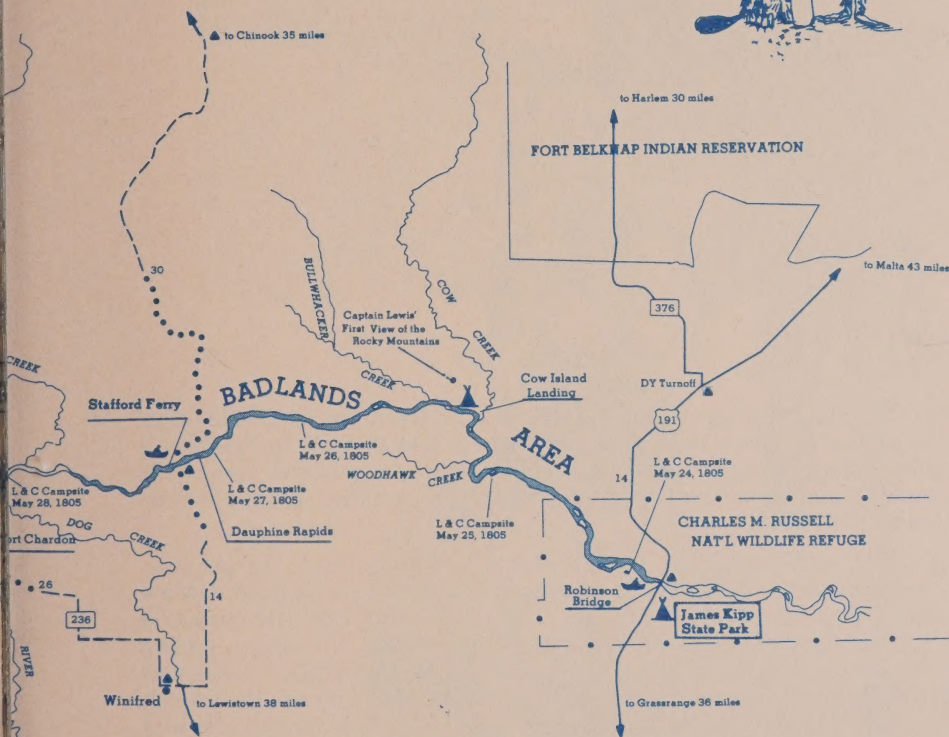 to Chinook 35 miles
to Harlem 30 miles
FORT BELKNAP INDIAN RESERVATION
to Malta 43 miles
30
BULLWHACKER
CREEK
COW
CREEK
376
Captain Lewis'
First View of the
Rocky Mountains
CREEK
Stafford Ferry
BADLANDS
AREA
Cow Island
Landing
DY Turnoff
191
L & C Campsite
May 26, 1805
L & C Campsite
May 24, 1805
WOODHAWK
CREEK
14
L & C Campsite
May 28, 1805
L & C Campsite
May 27, 1805
L & C Campsite
May 25, 1805
DOG
CREEK
Dauphine Rapids
ort Chardon
CHARLES M. RUSSELL
NAT'L WILDLIFE REFUGE
26
14
236
Robinson
Bridge
James Kipp
State Park
RIVER
Winifred
to Lewistown 38 miles
to Grassrange 36 miles